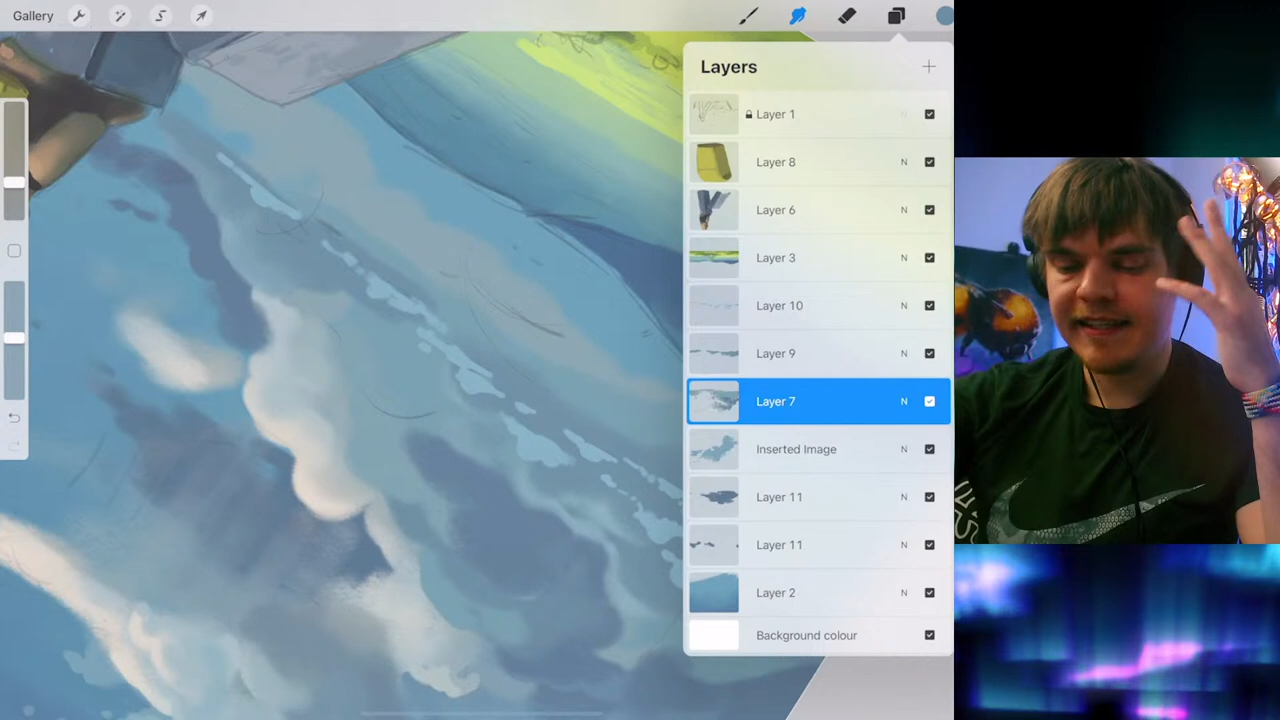 Gallery
Layers
Layer 1
Layer 8 N
Layer 6 N
Layer 3 N
Layer 10 N
Layer 9 N
Layer 7 N
Inserted Image N
Layer 11 N
Layer 11 N
Layer 2 N
Background colour